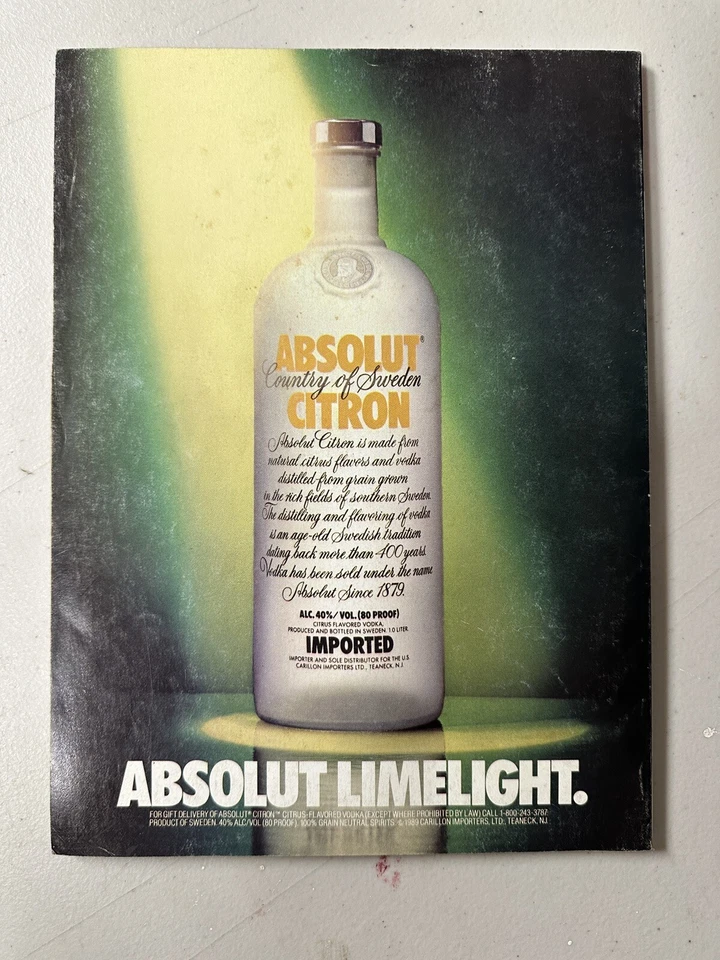 ABSOLUT®
Country of Sweden
CITRON
Absolut Citron is made from
natural citrus flavors and vodka
distilled from grain grown
in the rich fields of southern Sweden.
The distilling and flavoring of vodka
is an age-old Swedish tradition
dating back more than 400 years.
Vodka has been sold under the name
Absolut Since 1879.
ALC. 40%/VOL. (80 PROOF)
CITRUS FLAVORED VODKA,
PRODUCED AND BOTTLED IN SWEDEN. 1.0 LITER.
IMPORTED
IMPORTER AND SOLE DISTRIBUTOR FOR THE U.S.
CARILLON IMPORTERS LTD., TEANECK, N.J.
ABSOLUT LIMELIGHT.
FOR GIFT DELIVERY OF ABSOLUT® CITRON™ CITRUS-FLAVORED VODKA (EXCEPT WHERE PROHIBITED BY LAW) CALL 1-800-243-3787.
PRODUCT OF SWEDEN. 40% ALC/VOL (80 PROOF). 100% GRAIN NEUTRAL SPIRITS. © 1989 CARILLON IMPORTERS, LTD., TEANECK, NJ.